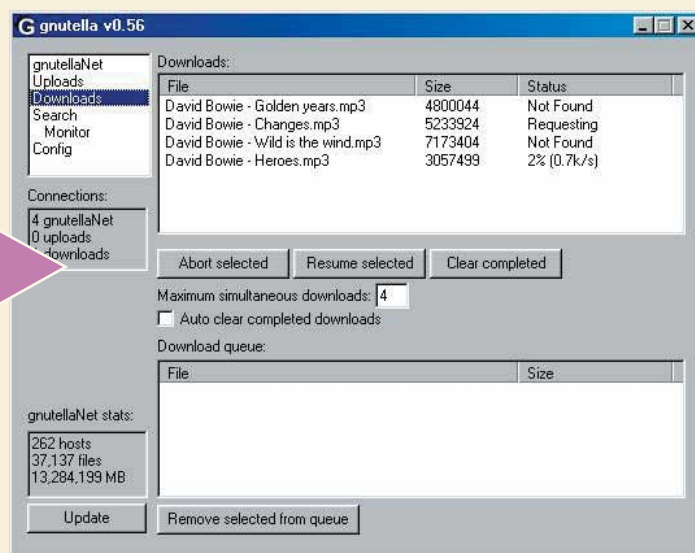 gnutella v0.56
gnutellaNet
Uploads
Downloads
Search
Monitor
Config
Connections:
4 gnutellaNet
0 uploads
downloads
gnutellaNet stats:
262 hosts
37,137 files
13,284,199 MB
Update
Downloads:
File Size Status
David Bowie - Golden years.mp3 4800044 Not Found
David Bowie - Changes.mp3 5233924 Requesting
David Bowie - Wild is the wind.mp3 7173404 Not Found
David Bowie - Heroes.mp3 3057499 2% (0.7k/s)
Abort selected Resume selected Clear completed
Maximum simultaneous downloads: 4
Auto clear completed downloads
Download queue:
File Size
Remove selected from queue